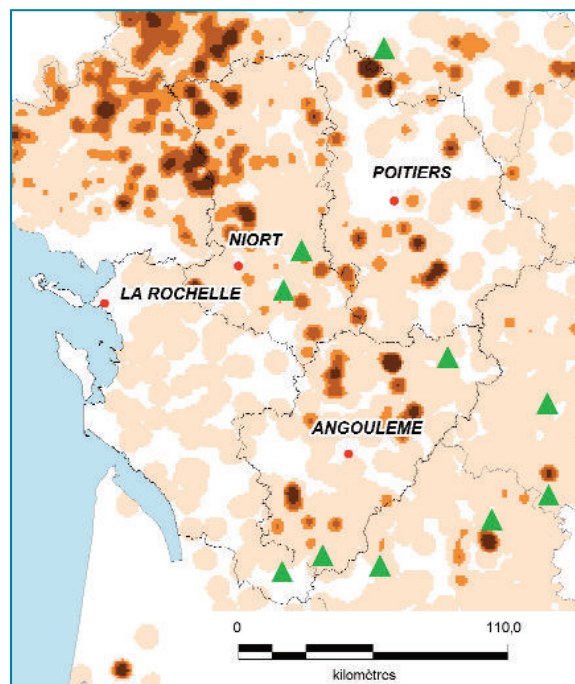 POITIERS
NIORT
LA ROCHELLE
ANGOULEME
0 110,0
kilomètres